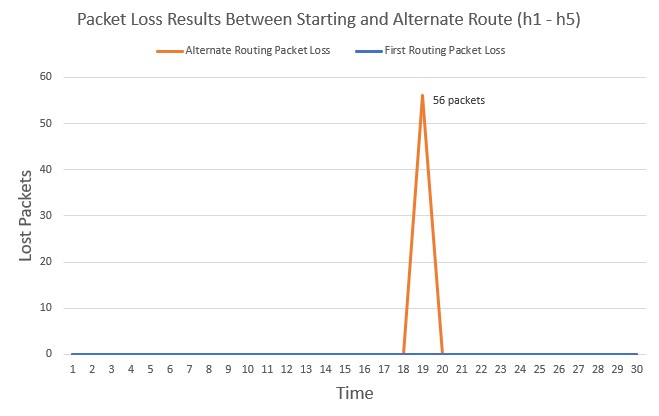 Packet Loss Results Between Starting and Alternate Route (h1 - h5)
Alternate Routing Packet Loss First Routing Packet Loss
60
56 packets
50
40
30
20
10
0
Lost Packets
1 2 3 4 5 6 7 8 9 10 11 12 13 14 15 16 17 18 19 20 21 22 23 24 25 26 27 28 29 30
Time